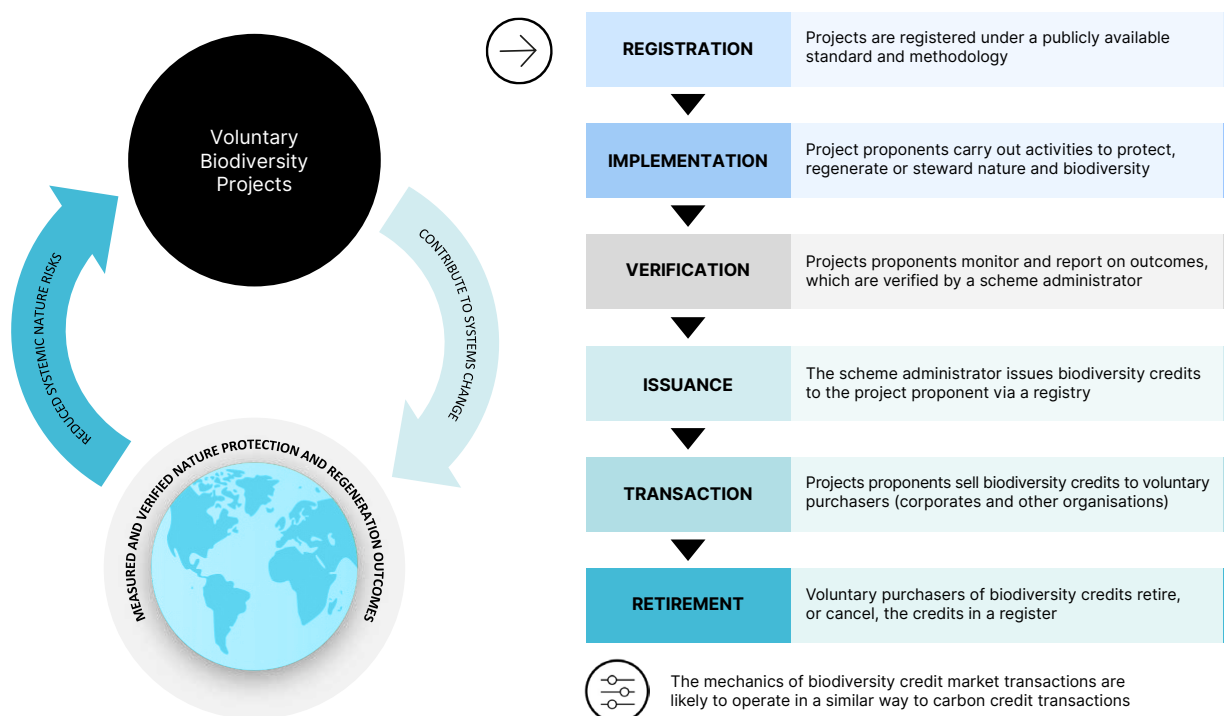 Voluntary
Biodiversity
Projects
CONTRIBUTE TO SYSTEMS CHANGE
REDUCED SYSTEMIC NATURE RISKS
MEASURED AND VERIFIED NATURE PROTECTION AND REGENERATION OUTCOMES
REGISTRATION
Projects are registered under a publicly available
standard and methodology
IMPLEMENTATION
Project proponents carry out activities to protect,
regenerate or steward nature and biodiversity
VERIFICATION
Projects proponents monitor and report on outcomes,
which are verified by a scheme administrator
ISSUANCE
The scheme administrator issues biodiversity credits
to the project proponent via a registry
TRANSACTION
Projects proponents sell biodiversity credits to voluntary
purchasers (corporates and other organisations)
RETIREMENT
Voluntary purchasers of biodiversity credits retire,
or cancel, the credits in a register
The mechanics of biodiversity credit market transactions are
likely to operate in a similar way to carbon credit transactions